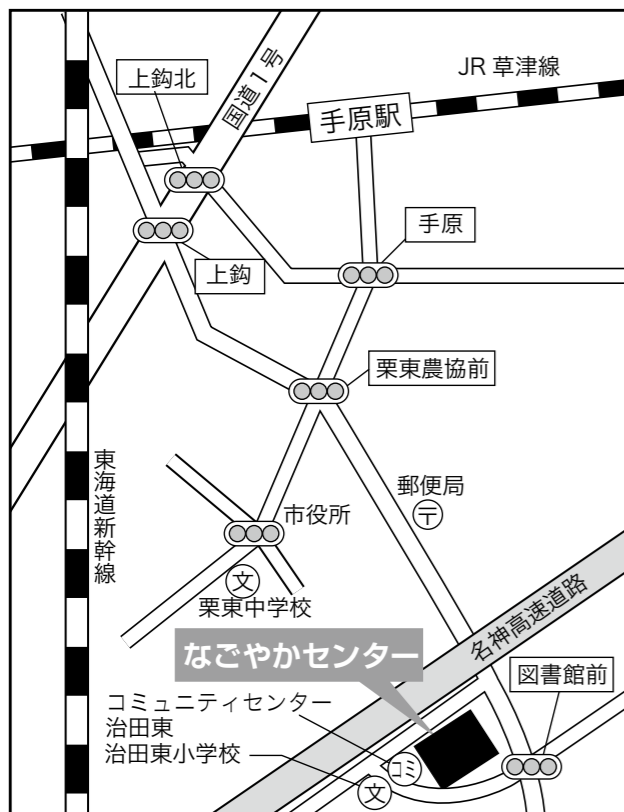 JR 草津線
上鈎北
国道1号
手原駅
手原
上鈎
栗東農協前
東海道新幹線
郵便局
〒
市役所
文
栗東中学校
名神高速道路
なごやかセンター
図書館前
コミュニティセンター
治田東
治田東小学校
コミ
文